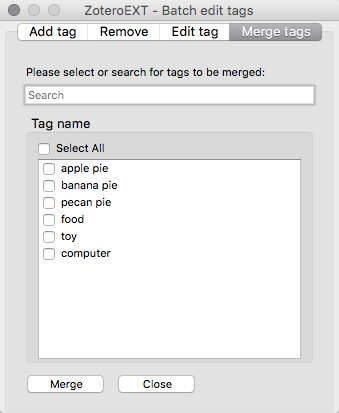 ZoteroEXT - Batch edit tags
Add tag Remove Edit tag Merge tags
Please select or search for tags to be merged:
Search
Tag name
Select All
apple pie
banana pie
pecan pie
food
toy
computer
Merge Close